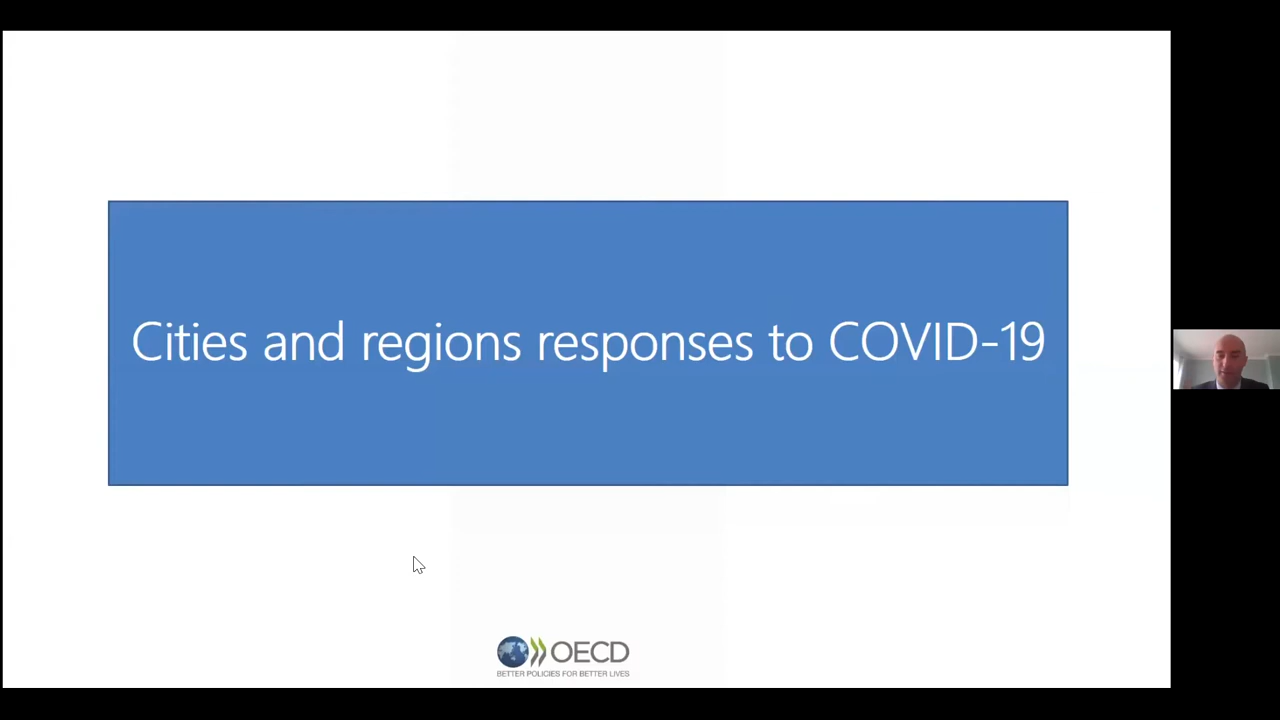 Cities and regions responses to COVID-19
OECD
BETTER POLICIES FOR BETTER LIVES